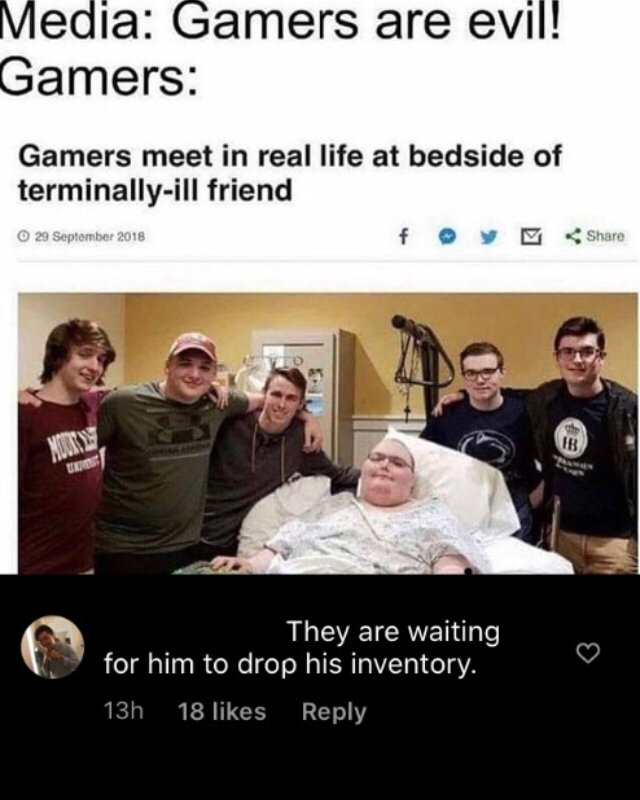 Media: Gamers are evil!
Gamers:
Gamers meet in real life at bedside of
terminally-ill friend
29 September 2018
f
Share
HB
They are waiting
for him to drop his inventory.
13h 18 likes Reply